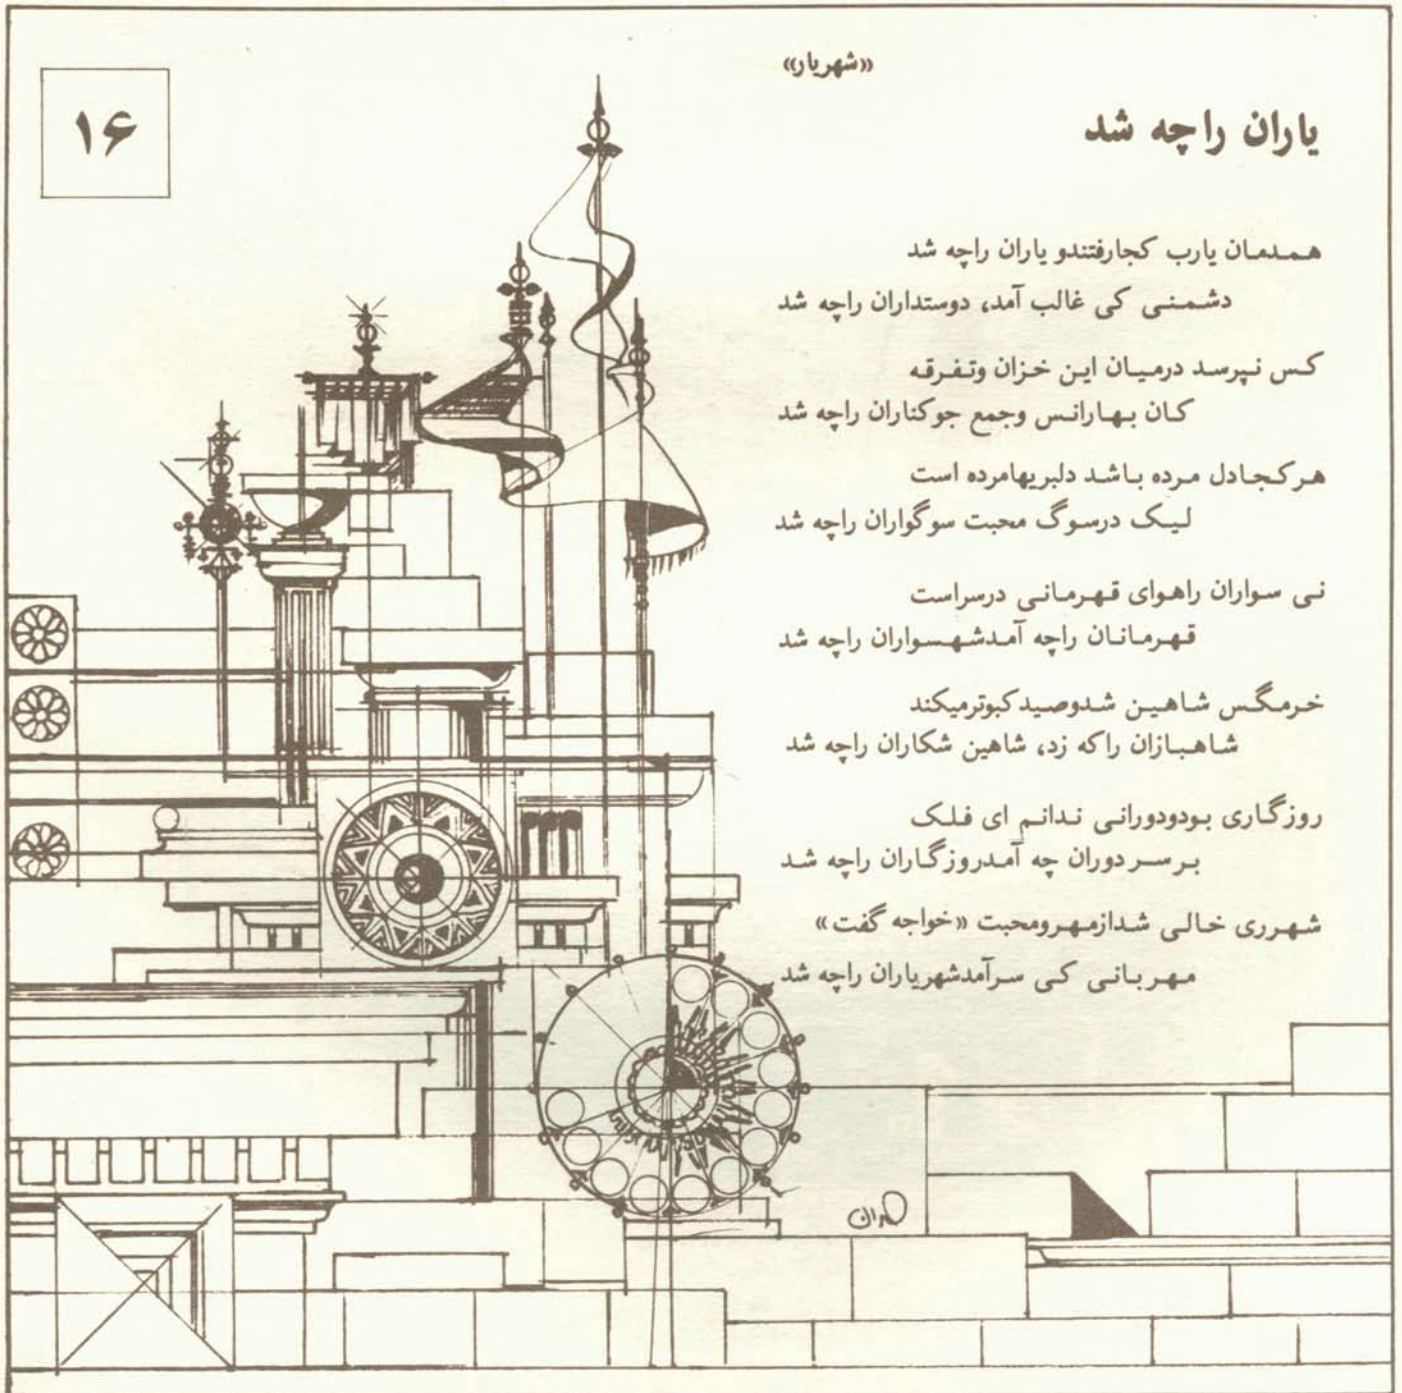 «شهریار»
۱۶
یاران راچه شد
همدمان یارب کجارفتندو یاران راچه شد
دشمنی کی غالب آمد، دوستداران راچه شد
کس نپرسد درمیان این خزان وتفرقه
کان بهارانس وجمع جوکناران راچه شد
هرکجادل مرده باشد دلبریهامرده است
لیک درسوگ محبت سوگواران راچه شد
نی سواران راهوای قهرمانی درسراست
قهرمانان راچه آمدشهسواران راچه شد
خرمگس شاهین شدوصیدکبوترمیکند
شاهبازان راکه زد، شاهین شکاران راچه شد
روزگاری بودودورانی ندانم ای فلک
برسردوران چه آمدروزگاران راچه شد
شهرری خالی شدازمهرومحبت «خواجه گفت»
مهربانی کی سرآمدشهریاران راچه شد